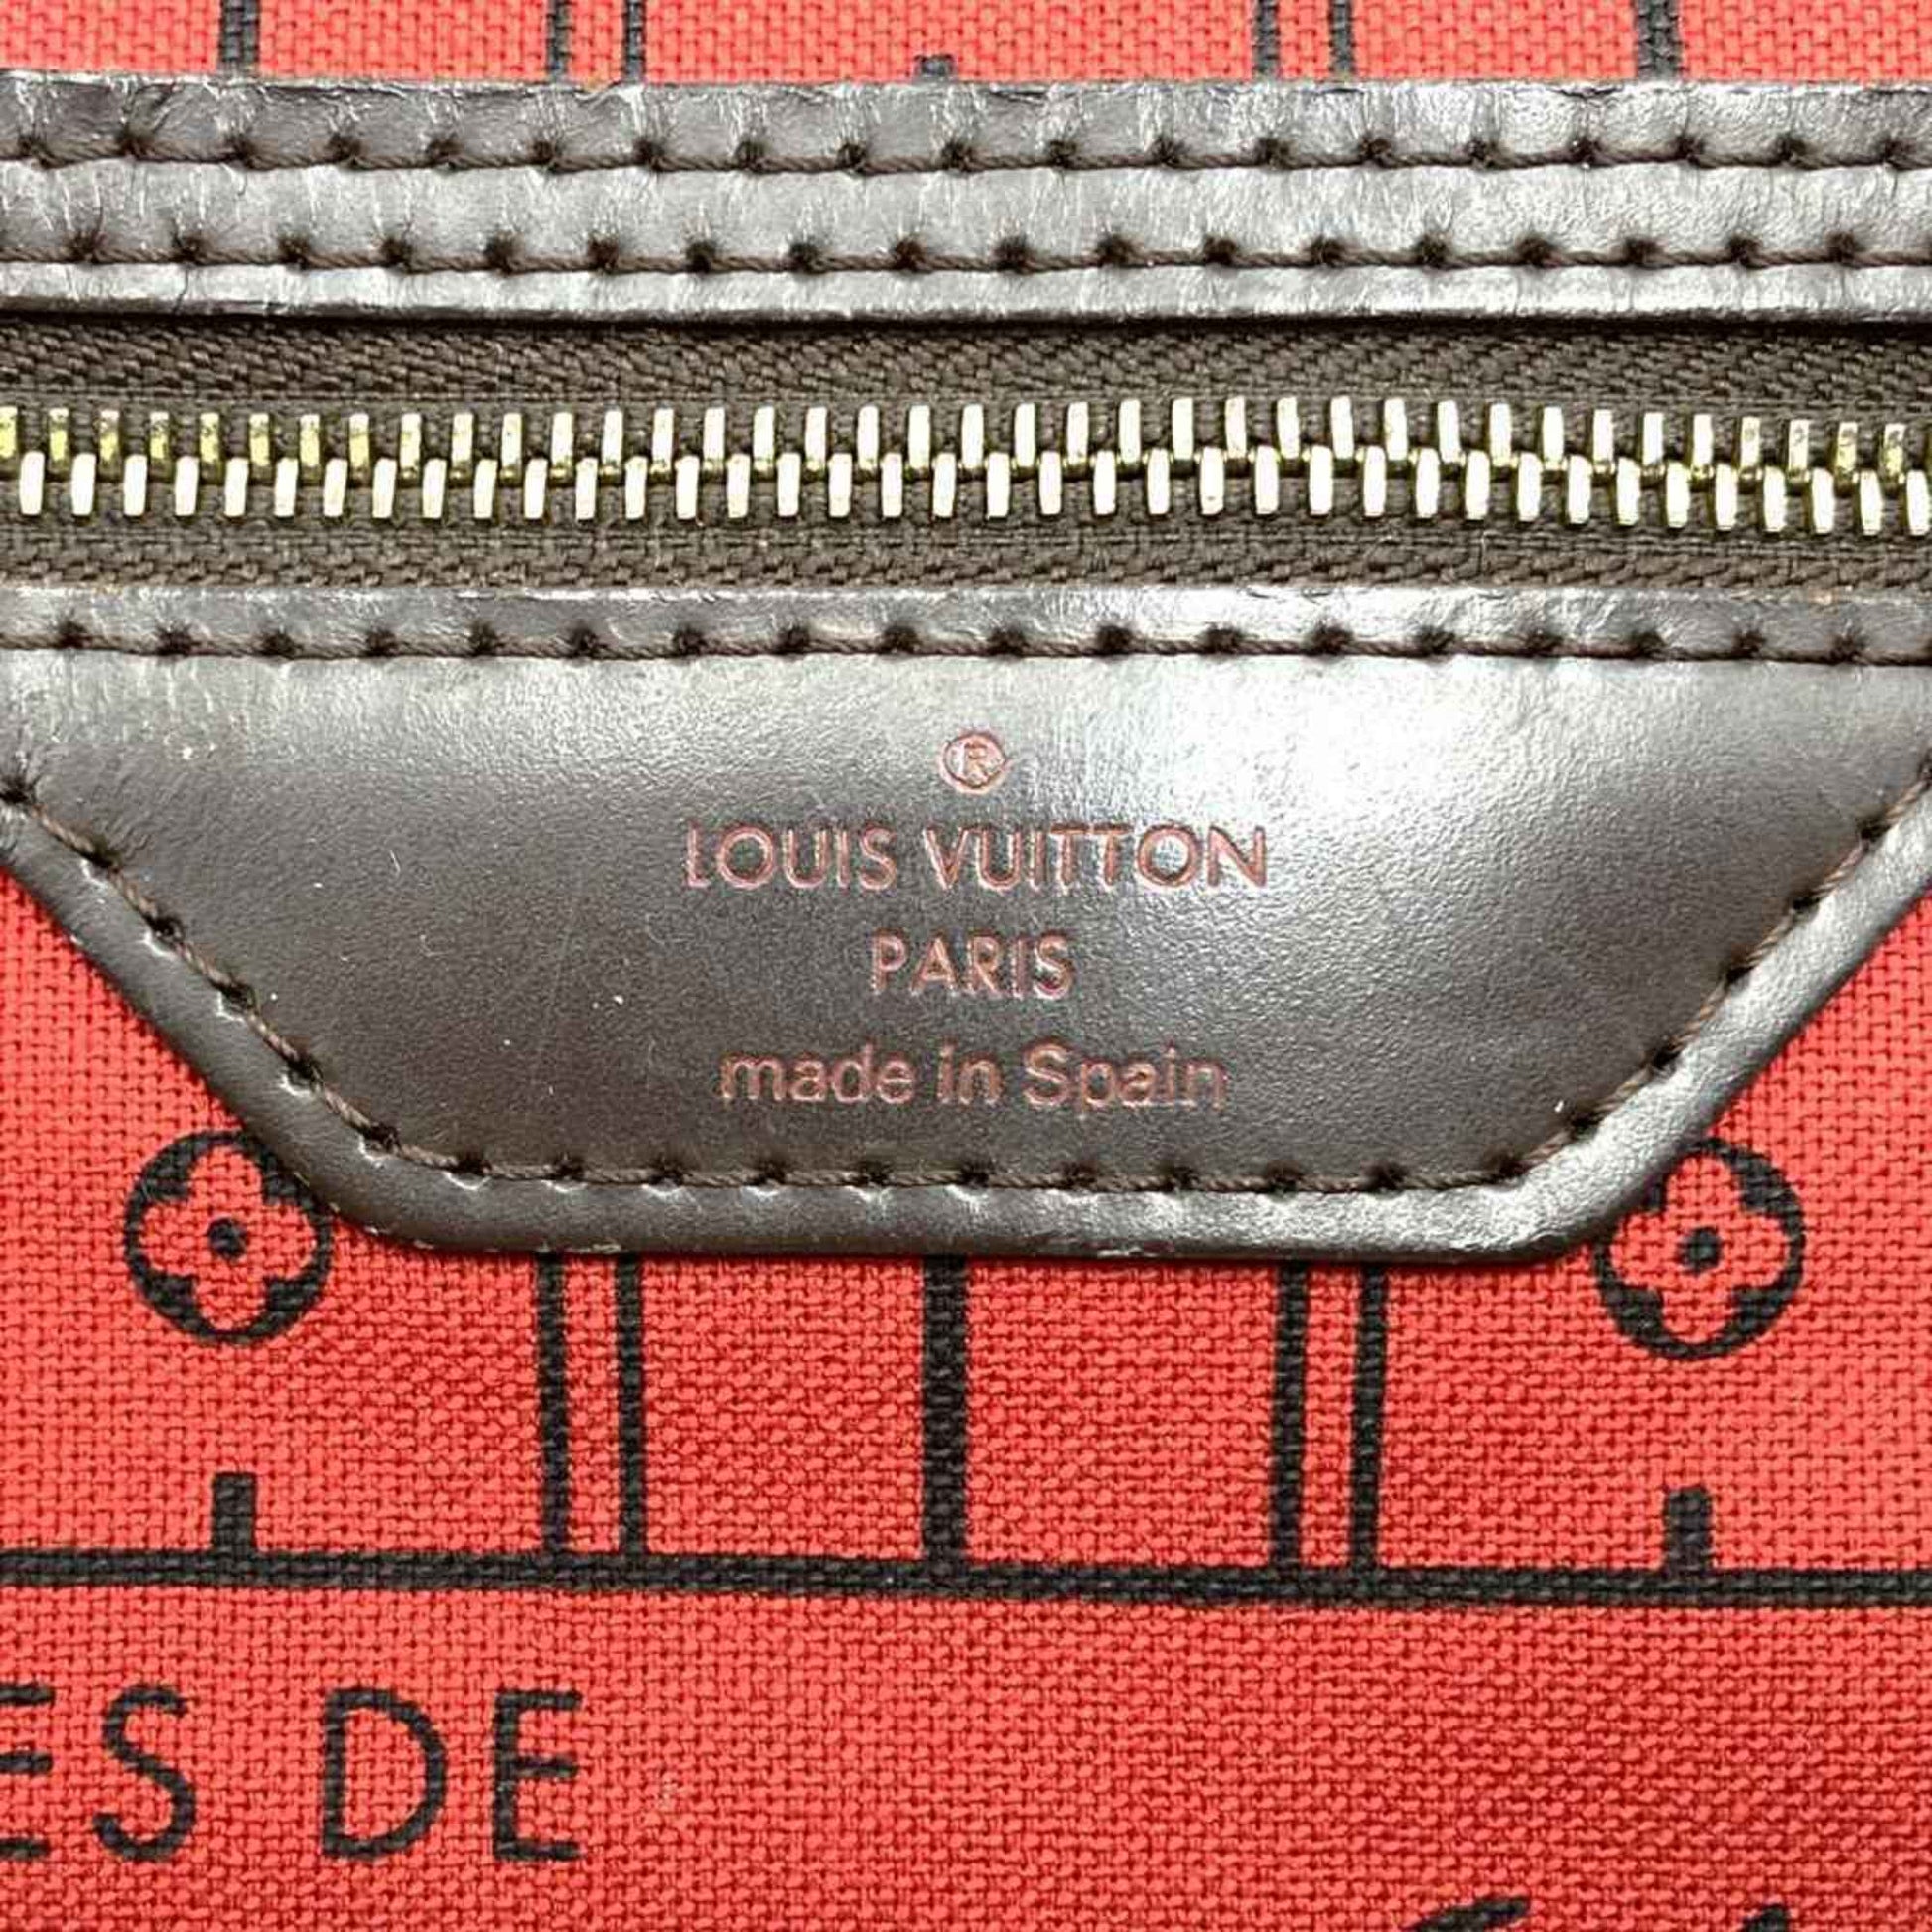 ®
LOUIS VUITTON
PARIS
made in Spain
ES DE